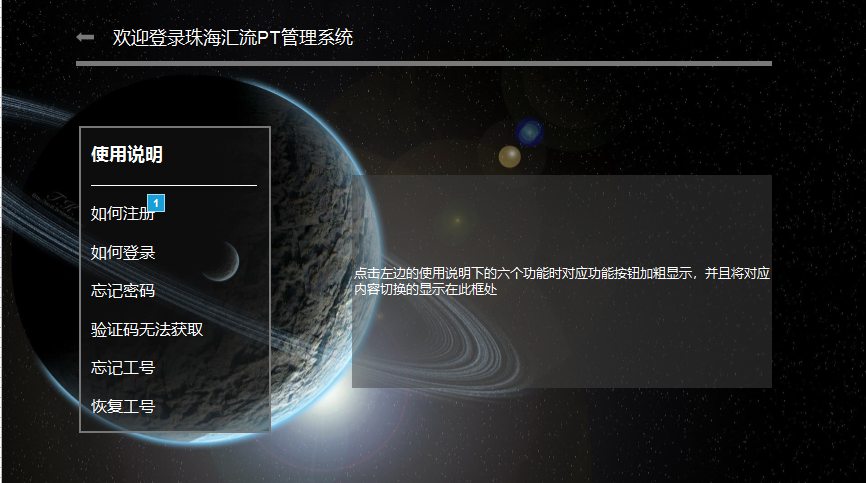 欢迎登录珠海汇流PT管理系统
使用说明
如何注册
1
如何登录
忘记密码
验证码无法获取
忘记工号
恢复工号
点击左边的使用说明下的六个功能时对应功能按钮加粗显示，并且将对应
内容切换的显示在此框处